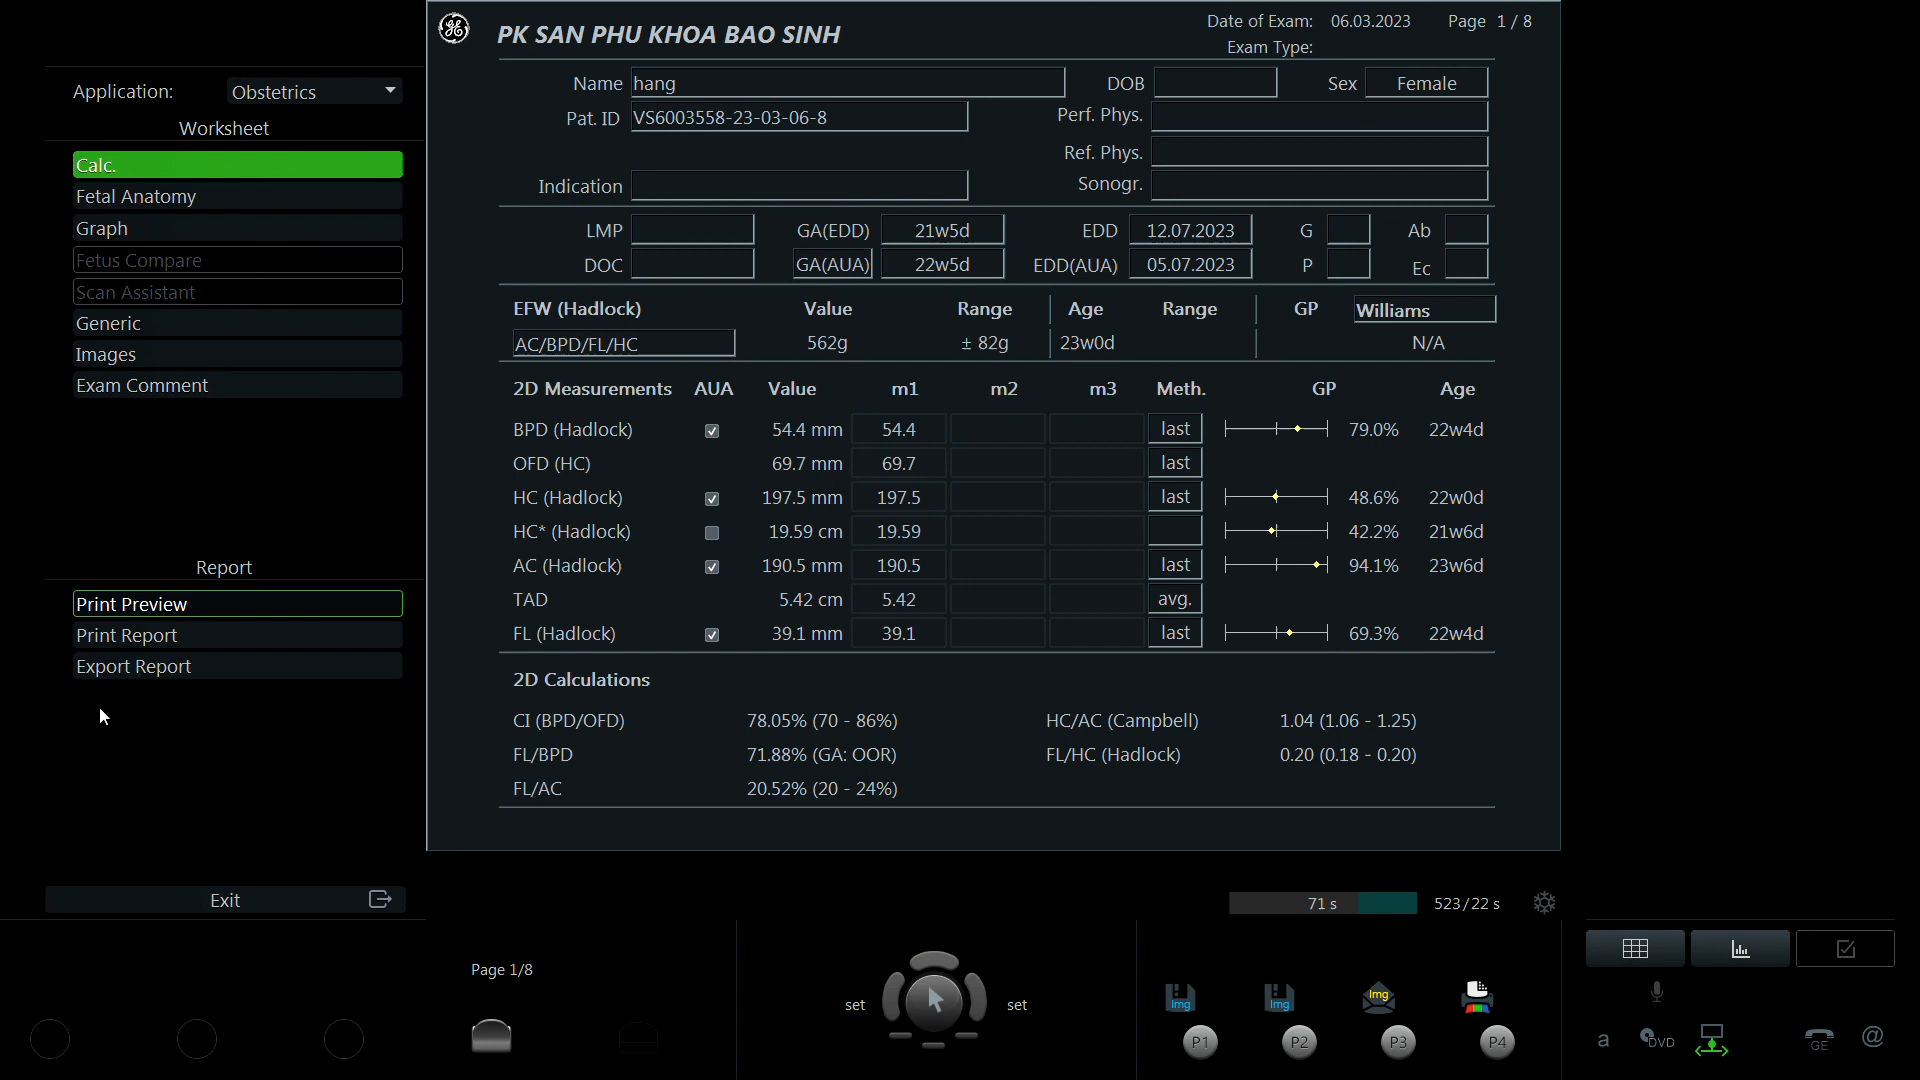 PK SAN PHU KHOA BAO SINH
Date of Exam: 06.03.2023 Page 1 / 8
Exam Type:
Application: Obstetrics
Worksheet
Calc.
Fetal Anatomy
Graph
Fetus Compare
Scan Assistant
Generic
Images
Exam Comment
Report
Print Preview
Print Report
Export Report
Exit
Name hang DOB Sex Female
Pat. ID VS6003558-23-03-06-8 Perf. Phys.
Ref. Phys.
Indication Sonogr.
LMP GA(EDD) 21w5d EDD 12.07.2023 G Ab
DOC GA(AUA) 22w5d EDD(AUA) 05.07.2023 P Ec
EFW (Hadlock) Value Range Age Range GP Williams
AC/BPD/FL/HC 562g ± 82g 23w0d N/A
2D Measurements AUA Value m1 m2 m3 Meth. GP Age
BPD (Hadlock) 54.4 mm 54.4 last 79.0% 22w4d
OFD (HC) 69.7 mm 69.7 last
HC (Hadlock) 197.5 mm 197.5 last 48.6% 22w0d
HC* (Hadlock) 19.59 cm 19.59 42.2% 21w6d
AC (Hadlock) 190.5 mm 190.5 last 94.1% 23w6d
TAD 5.42 cm 5.42 avg.
FL (Hadlock) 39.1 mm 39.1 last 69.3% 22w4d
2D Calculations
CI (BPD/OFD) 78.05% (70 - 86%) HC/AC (Campbell) 1.04 (1.06 - 1.25)
FL/BPD 71.88% (GA: OOR) FL/HC (Hadlock) 0.20 (0.18 - 0.20)
FL/AC 20.52% (20 - 24%)
71 s 523/22 s
Page 1/8
set set
Img Img Img
P1 P2 P3 P4
a DVD GE @